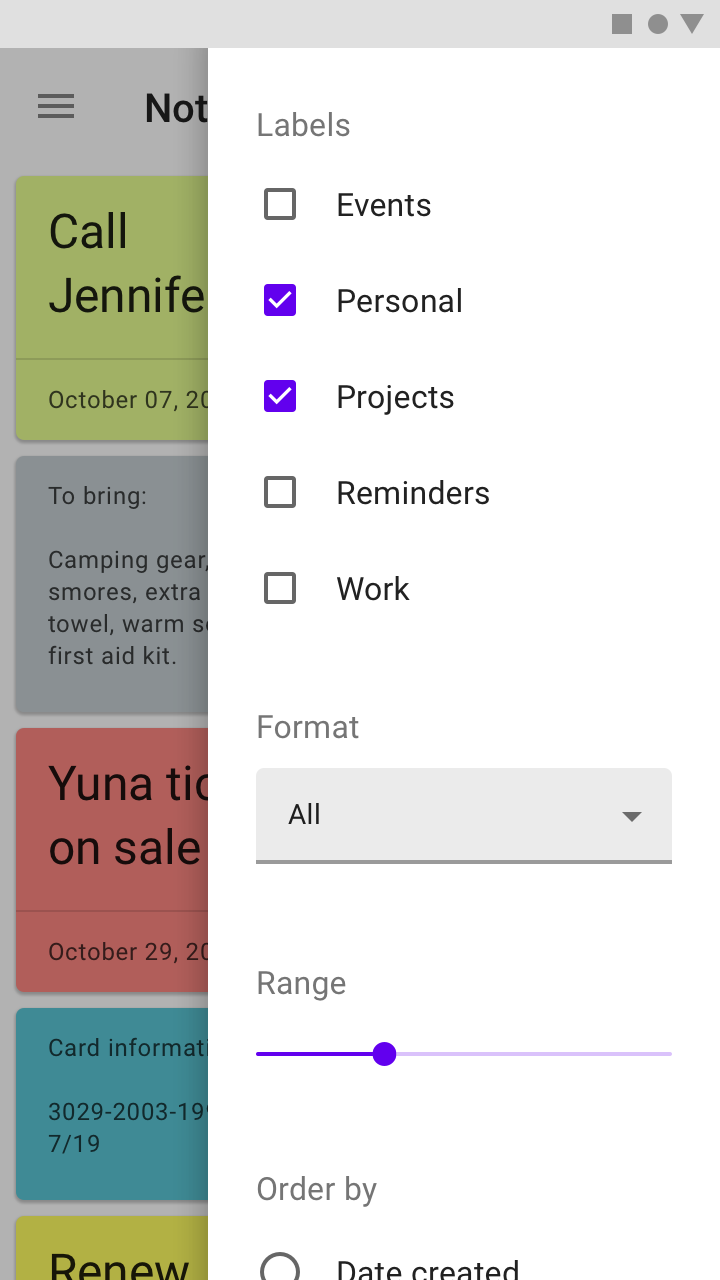 Not
Call
Jennife
October 07, 20
To bring:
Camping gear,
smores, extra
towel, warm s
first aid kit.
Yuna tic
on sale
October 29, 20
Card informati
3029-2003-199
7/19
Renew
Labels
Events
Personal
Projects
Reminders
Work
Format
All
Range
Order by
Date created